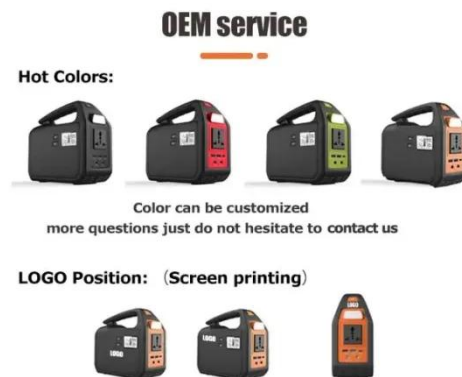 OEM service
Hot Colors:
Color can be customized
more questions just do not hesitate to contact us
LOGO Position: (Screen printing)
LOGO
LOGO
LOGO